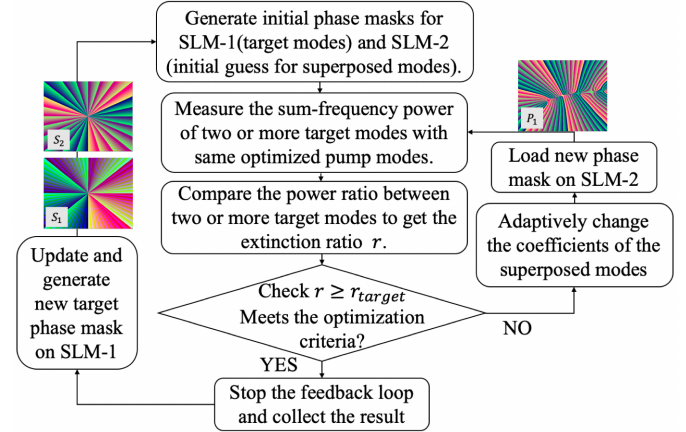 Generate initial phase masks for
SLM-1(target modes) and SLM-2
(initial guess for superposed modes).
S₂
P₁
Measure the sum-frequency power
of two or more target modes with
same optimized pump modes.
Load new phase
mask on SLM-2
S₁
Compare the power ratio between
two or more target modes to get the
extinction ratio r.
Adaptively change
the coefficients of the
superposed modes
Update and
generate
new target
phase mask
on SLM-1
Check r ≥ r_target
Meets the optimization
criteria?
NO
YES
Stop the feedback loop
and collect the result